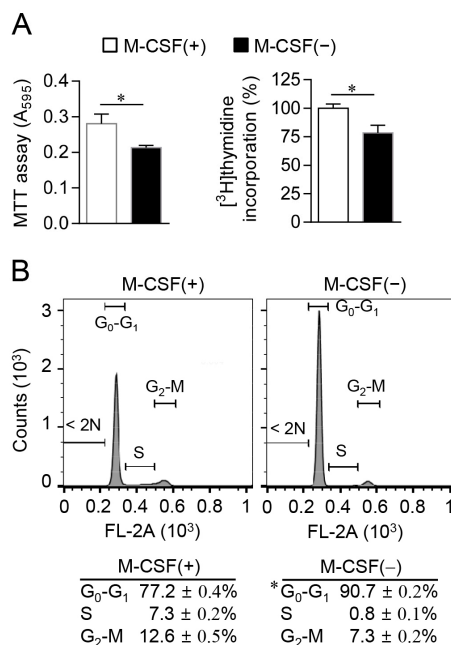 A
M-CSF(+) M-CSF(−)
MTT assay (A595)
0.4
0.3
0.2
0.1
0.0
*
[3H]thymidine
incorporation (%)
125
100
75
50
25
0
*
B
M-CSF(+)
Counts (10³)
3
2
1
0
G0-G1
G2-M
< 2N
S
0 0.2 0.4 0.6 0.8 1
FL-2A (10³)
M-CSF(−)
G0-G1
G2-M
< 2N
S
0 0.2 0.4 0.6 0.8 1
FL-2A (10³)
M-CSF(+)
G0-G1 77.2 ± 0.4%
S 7.3 ± 0.2%
G2-M 12.6 ± 0.5%
M-CSF(−)
*G0-G1 90.7 ± 0.2%
S 0.8 ± 0.1%
G2-M 7.3 ± 0.2%